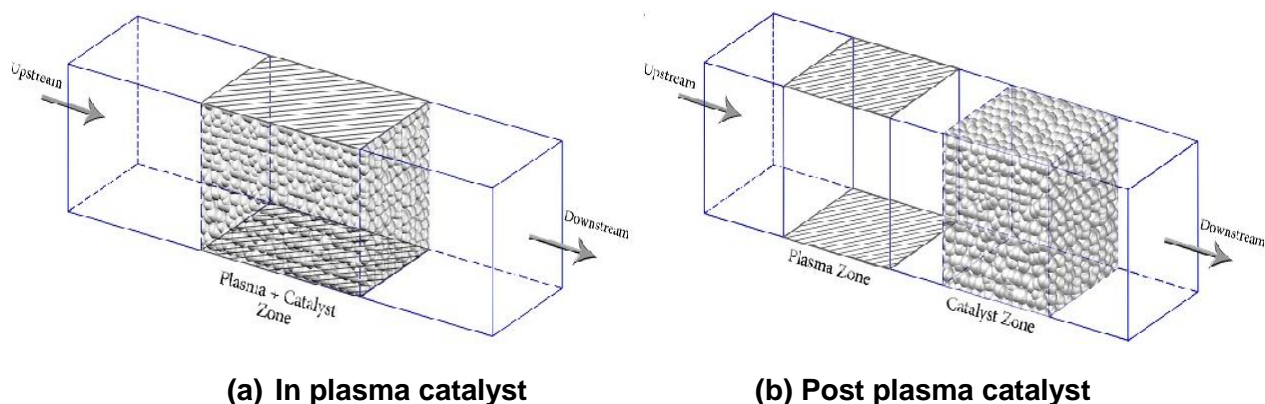 Upstream
Plasma + Catalyst
Zone
Downstream
(a) In plasma catalyst
Upstream
Plasma Zone
Catalyst Zone
Downstream
(b) Post plasma catalyst